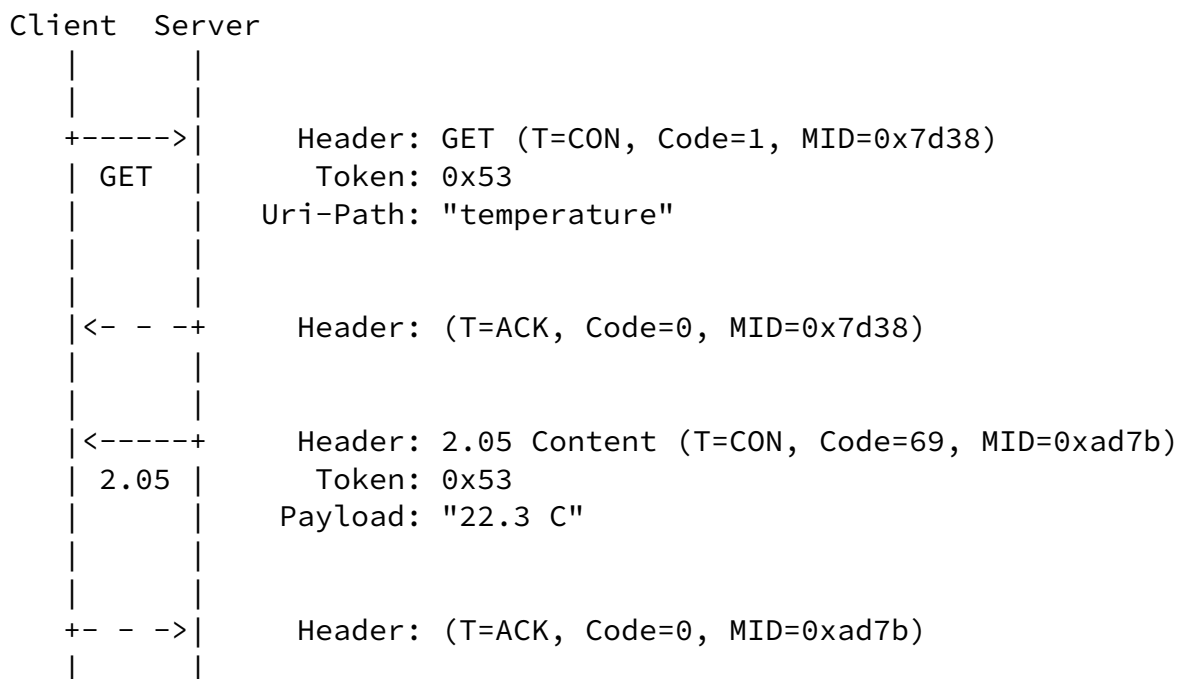 Client  Server
   |      |
   |      |
   +----->|     Header: GET (T=CON, Code=1, MID=0x7d38)
   | GET  |      Token: 0x53
   |      |   Uri-Path: "temperature"
   |      |
   |      |
   |<- - -+     Header: (T=ACK, Code=0, MID=0x7d38)
   |      |
   |      |
   |<-----+     Header: 2.05 Content (T=CON, Code=69, MID=0xad7b)
   | 2.05 |      Token: 0x53
   |      |    Payload: "22.3 C"
   |      |
   |      |
   +- - ->|     Header: (T=ACK, Code=0, MID=0xad7b)
   |      |